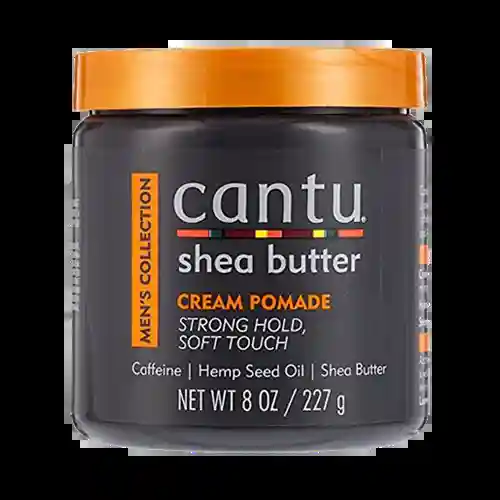 MEN'S COLLECTION
cantu®
shea butter
CREAM POMADE
STRONG HOLD,
SOFT TOUCH
Caffeine | Hemp Seed Oil | Shea Butter
NET WT 8 OZ / 227 g